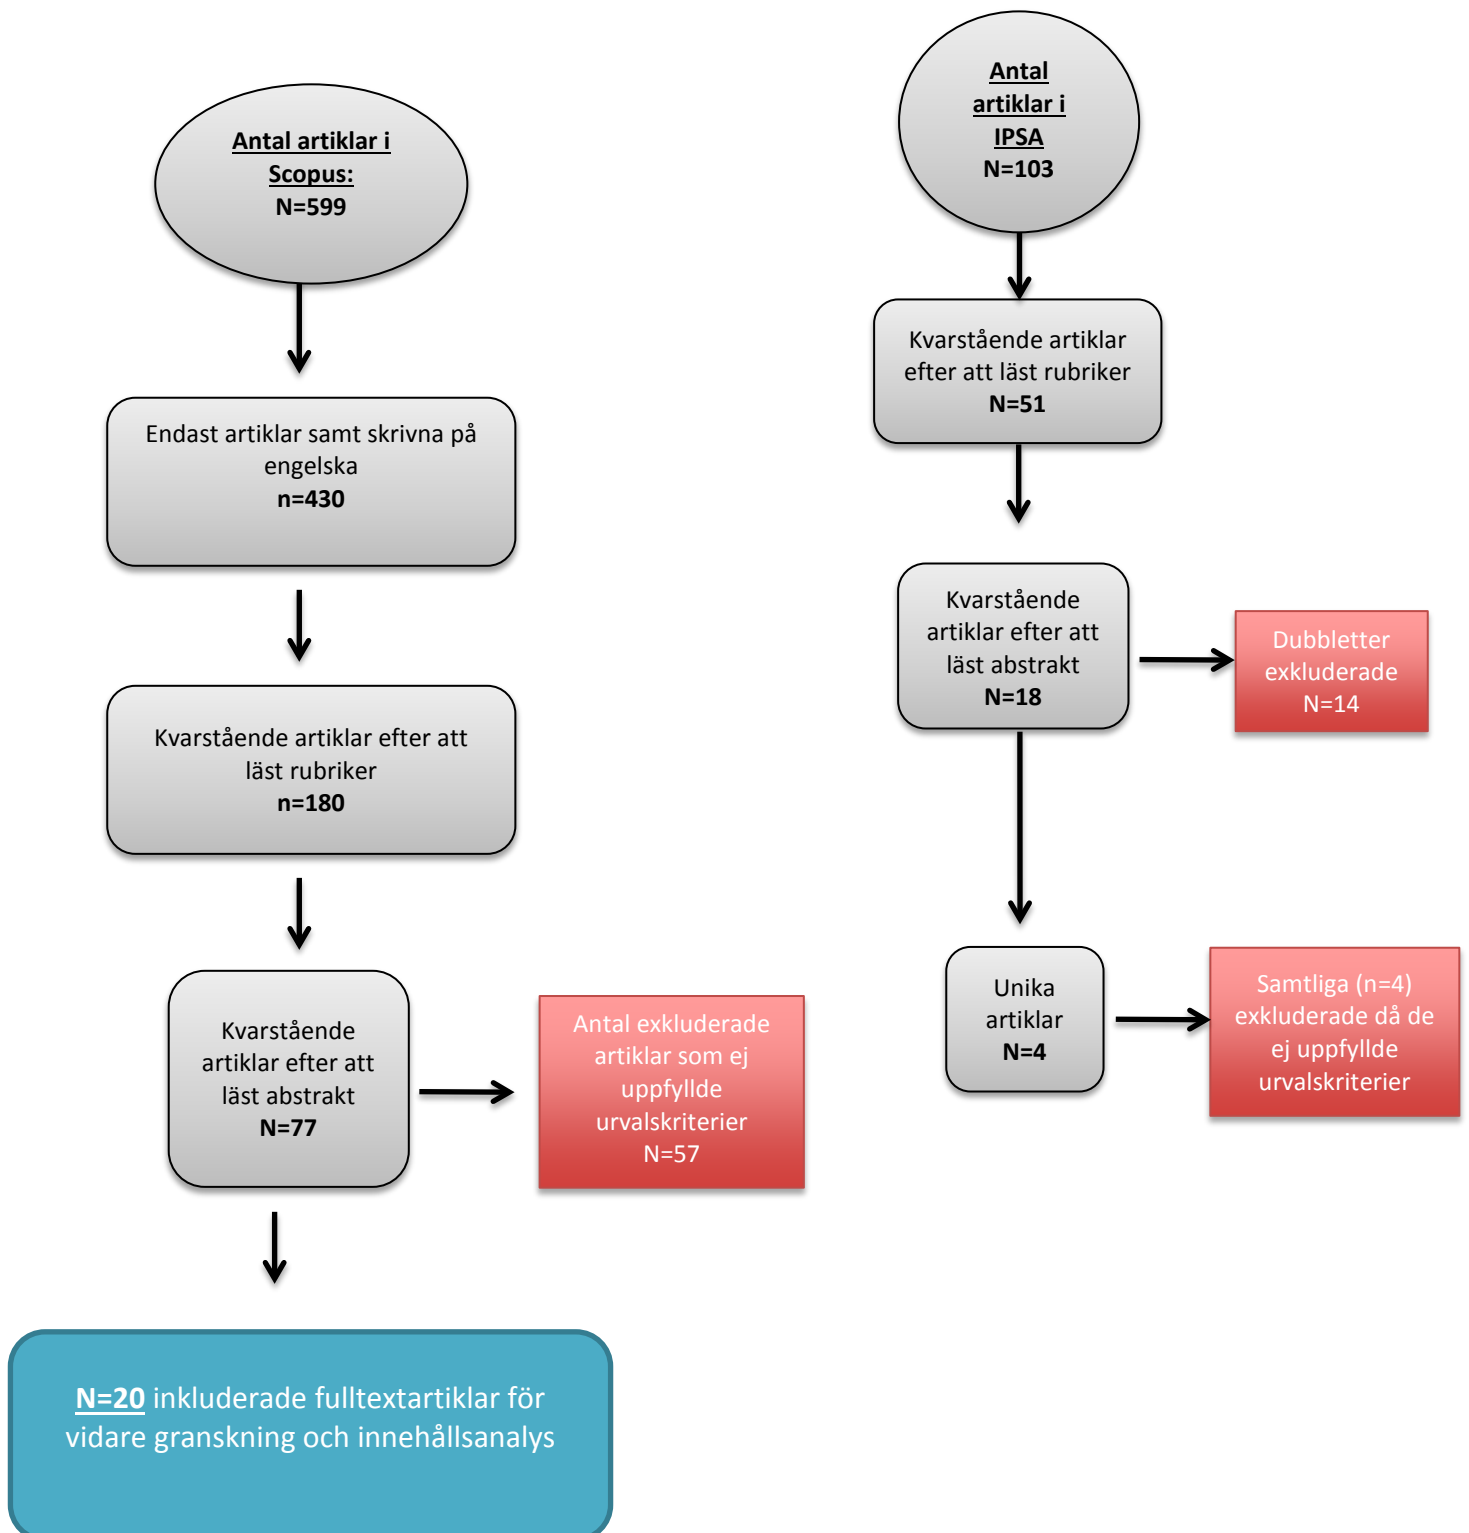 Antal artiklar i
Scopus:
N=599
Endast artiklar samt skrivna på
engelska
n=430
Kvarstående artiklar efter att
läst rubriker
n=180
Kvarstående
artiklar efter att
läst abstrakt
N=77
Antal exkluderade
artiklar som ej
uppfyllde
urvalskriterier
N=57
N=20 inkluderade fulltextartiklar för
vidare granskning och innehållsanalys
Antal
artiklar i
IPSA
N=103
Kvarstående artiklar
efter att läst rubriker
N=51
Kvarstående
artiklar efter att
läst abstrakt
N=18
Dubbletter
exkluderade
N=14
Unika
artiklar
N=4
Samtliga (n=4)
exkluderade då de
ej uppfyllde
urvalskriterier